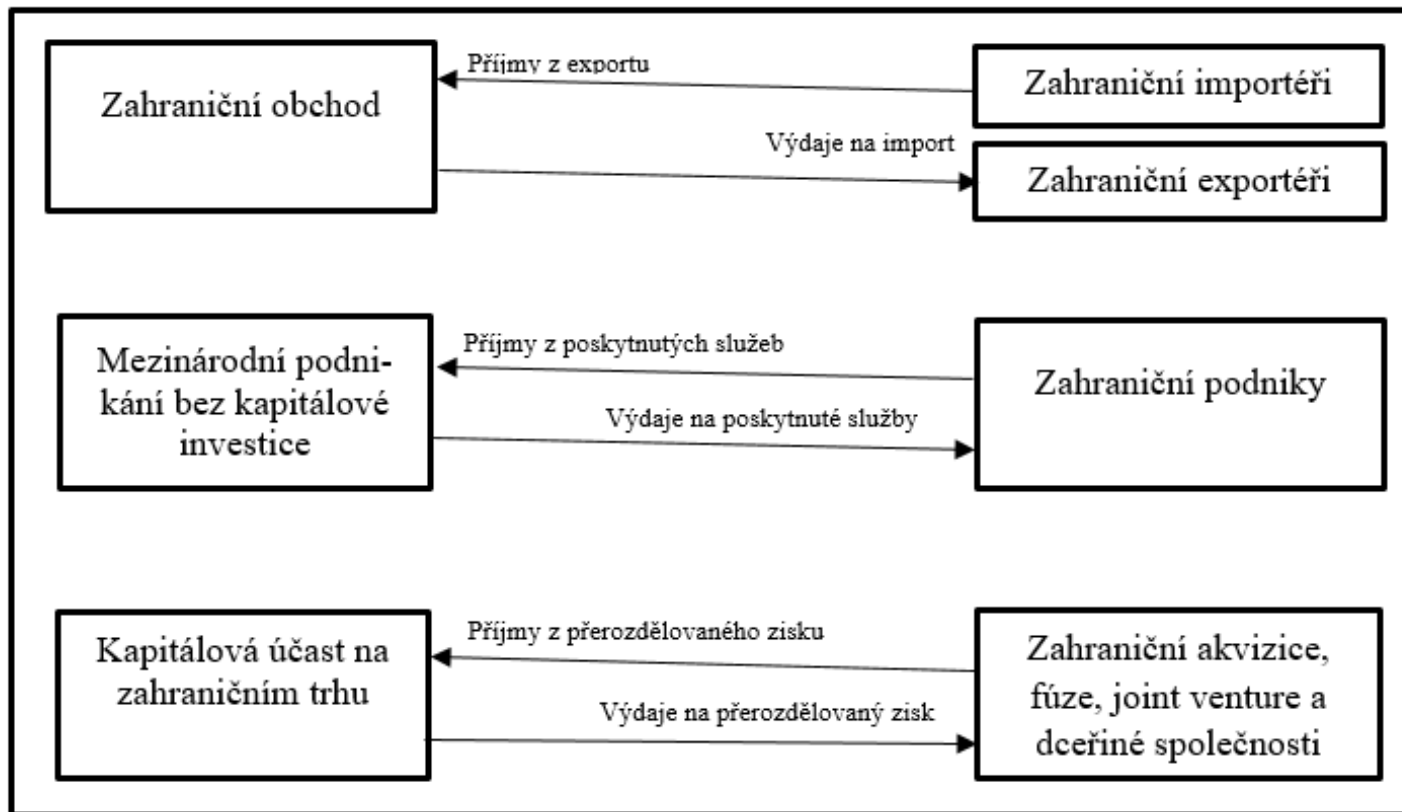 Příjmy z exportu
Zahraniční importéři
Zahraniční obchod
Výdaje na import
Zahraniční exportéři
Příjmy z poskytnutých služeb
Mezinárodní podni-
kání bez kapitálové
investice
Zahraniční podniky
Výdaje na poskytnuté služby
Příjmy z přerozdělovaného zisku
Kapitálová účast na
zahraničním trhu
Zahraniční akvizice,
fúze, joint venture a
dceřiné společnosti
Výdaje na přerozdělovaný zisk